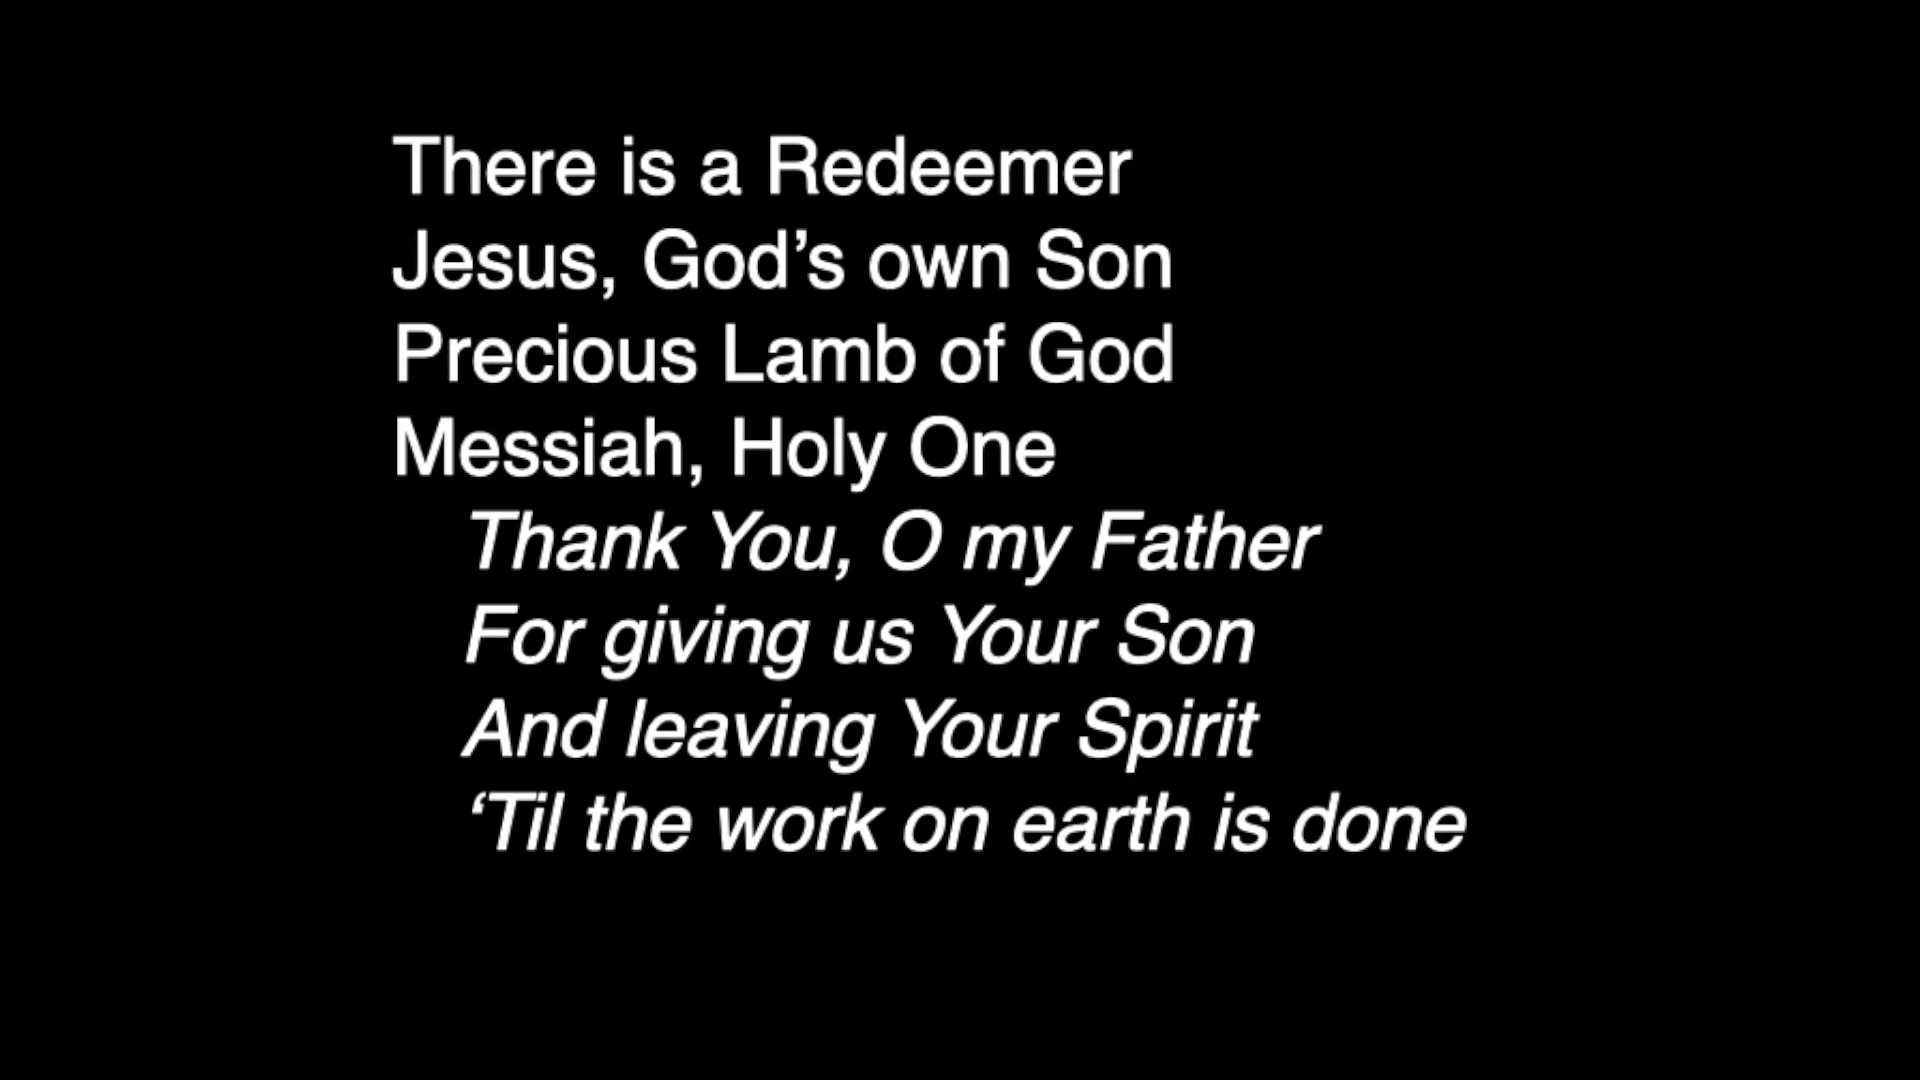 There is a Redeemer
Jesus, God’s own Son
Precious Lamb of God
Messiah, Holy One
Thank You, O my Father
For giving us Your Son
And leaving Your Spirit
‘Til the work on earth is done